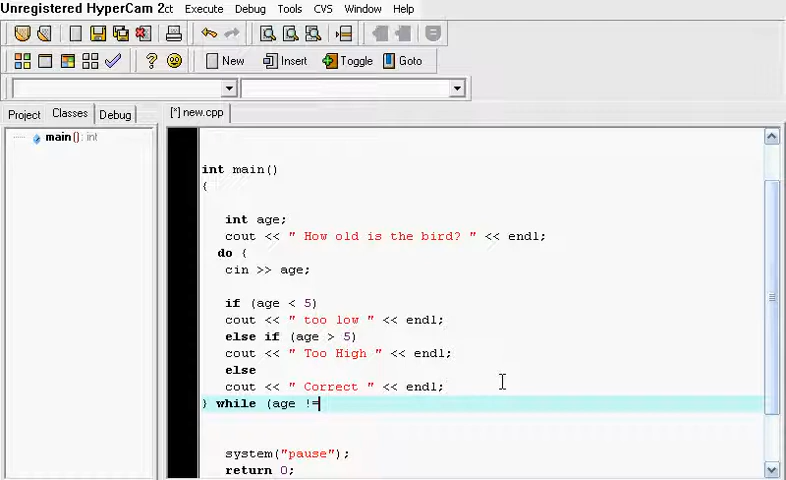 Unregistered HyperCam 2ct Execute Debug Tools CVS Window Help
New Insert Toggle Goto
Project Classes Debug [*] new.cpp
main(): int
int main()
{
int age;
cout << " How old is the bird? " << endl;
do {
cin >> age;
if (age < 5)
cout << " too low " << endl;
else if (age > 5)
cout << " Too High " << endl;
else
cout << " Correct " << endl;
} while (age !=
system("pause");
return 0;